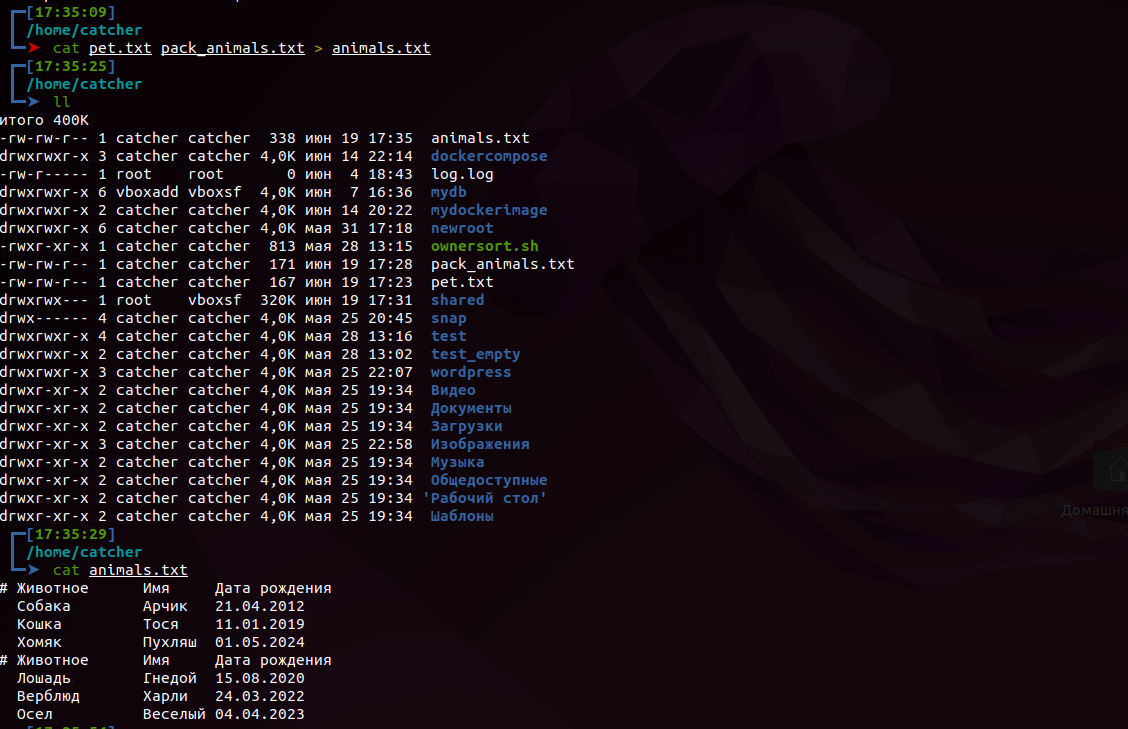 [17:35:09]
/home/catcher
➤ cat pet.txt pack_animals.txt > animals.txt
[17:35:25]
/home/catcher
➤ ll
итого 400K
-rw-rw-r-- 1 catcher catcher 338 июн 19 17:35 animals.txt
drwxrwxr-x 3 catcher catcher 4,0K июн 14 22:14 dockercompose
-rw-r----- 1 root root 0 июн 4 18:43 log.log
drwxrwxr-x 6 vboxadd vboxsf 4,0K июн 7 16:36 mydb
drwxrwxr-x 2 catcher catcher 4,0K июн 14 20:22 mydockerimage
drwxrwxr-x 6 catcher catcher 4,0K мая 31 17:18 newroot
-rwxr-xr-x 1 catcher catcher 813 мая 28 13:15 ownersort.sh
-rw-rw-r-- 1 catcher catcher 171 июн 19 17:28 pack_animals.txt
-rw-rw-r-- 1 catcher catcher 167 июн 19 17:23 pet.txt
drwxrwx--- 1 root vboxsf 320K июн 19 17:31 shared
drwx------ 4 catcher catcher 4,0K мая 25 20:45 snap
drwxrwxr-x 4 catcher catcher 4,0K мая 28 13:16 test
drwxrwxr-x 2 catcher catcher 4,0K мая 28 13:02 test_empty
drwxrwxr-x 3 catcher catcher 4,0K мая 25 22:07 wordpress
drwxr-xr-x 2 catcher catcher 4,0K мая 25 19:34 Видео
drwxr-xr-x 2 catcher catcher 4,0K мая 25 19:34 Документы
drwxr-xr-x 2 catcher catcher 4,0K мая 25 19:34 Загрузки
drwxr-xr-x 3 catcher catcher 4,0K мая 25 22:58 Изображения
drwxr-xr-x 2 catcher catcher 4,0K мая 25 19:34 Музыка
drwxr-xr-x 2 catcher catcher 4,0K мая 25 19:34 Общедоступные
drwxr-xr-x 2 catcher catcher 4,0K мая 25 19:34 'Рабочий стол'
drwxr-xr-x 2 catcher catcher 4,0K мая 25 19:34 Шаблоны
Домашня
[17:35:29]
/home/catcher
➤ cat animals.txt
# Животное Имя Дата рождения
Собака Арчик 21.04.2012
Кошка Тося 11.01.2019
Хомяк Пухляш 01.05.2024
# Животное Имя Дата рождения
Лошадь Гнедой 15.08.2020
Верблюд Харли 24.03.2022
Осел Веселый 04.04.2023